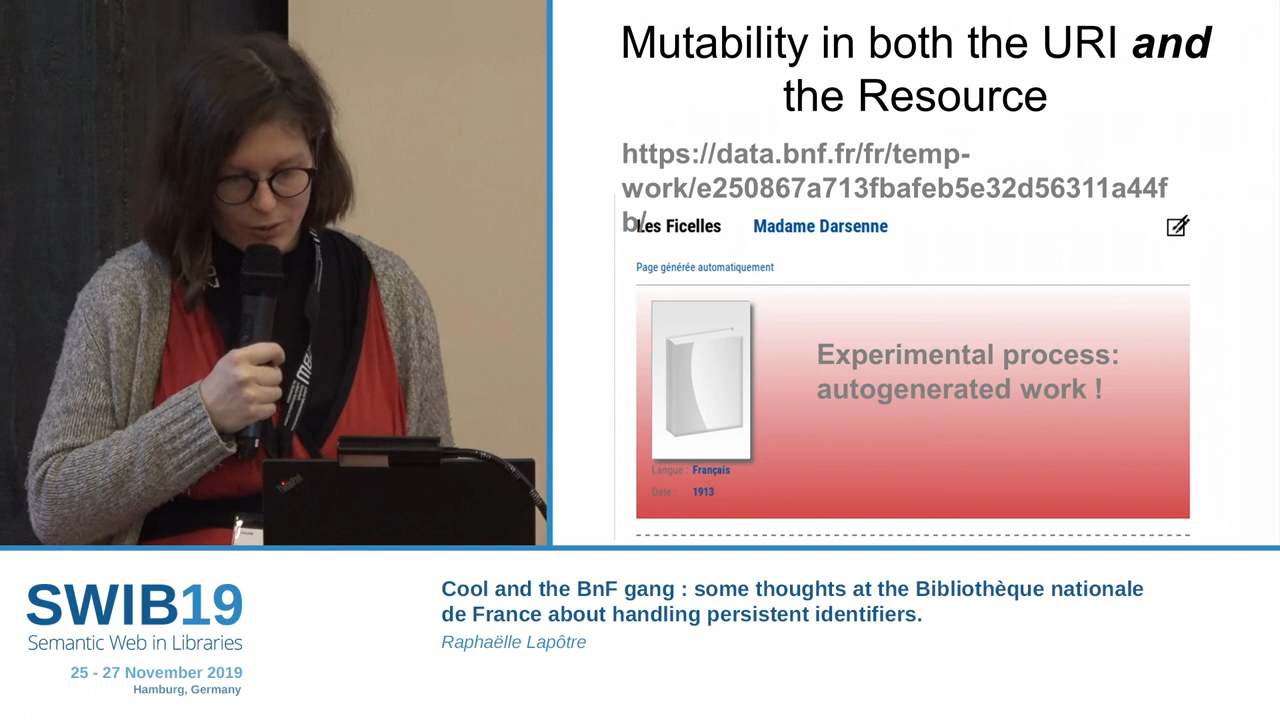 Mutability in both the URI and
the Resource
https://data.bnf.fr/fr/temp-
work/e250867a713fbafeb5e32d56311a44f
b/
Les Ficelles Madame Darsenne
Page générée automatiquement
Experimental process:
autogenerated work !
Langue : Français
Date : 1913
ThinkPad
SWIB19
Semantic Web in Libraries
25 - 27 November 2019
Hamburg, Germany
Cool and the BnF gang : some thoughts at the Bibliothèque nationale
de France about handling persistent identifiers.
Raphaëlle Lapôtre